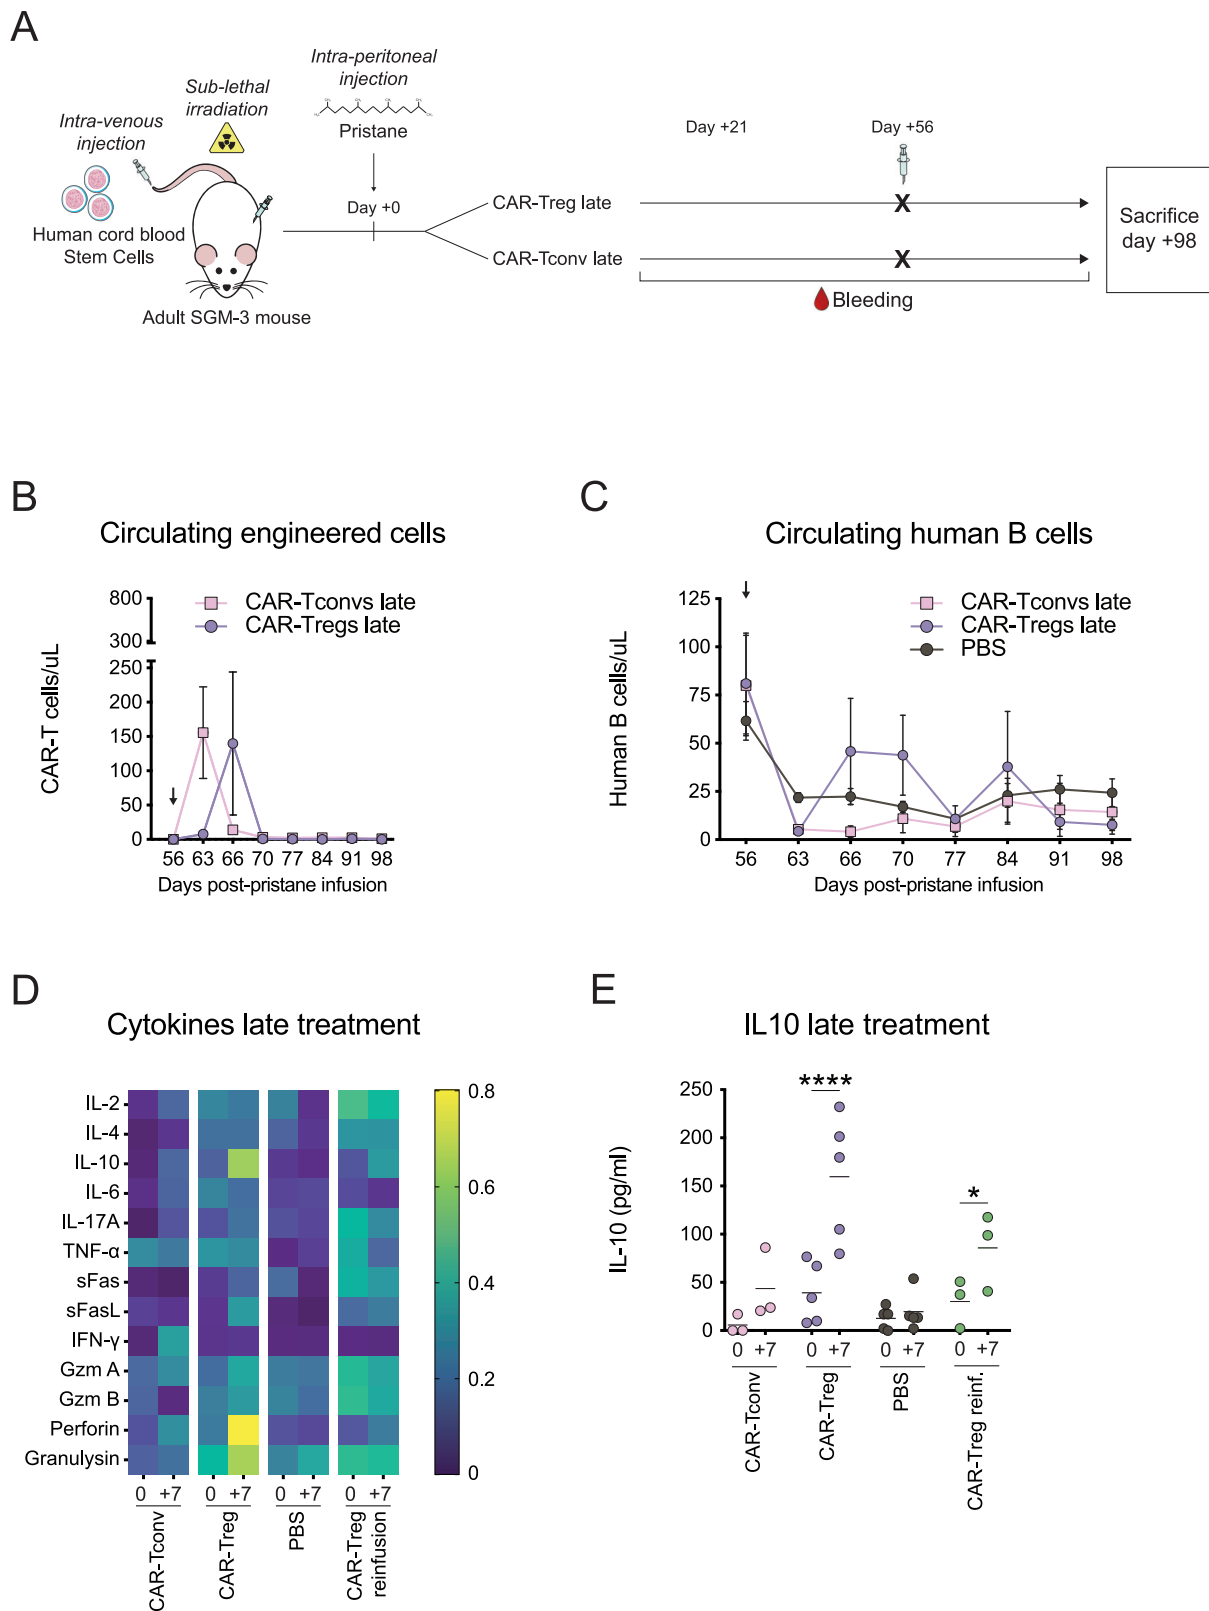 A
Intra-peritoneal
injection
Sub-lethal
irradiation
Intra-venous
injection
Pristane
Day +21
Day +56
Day +0
CAR-Treg late
CAR-Tconv late
Sacrifice
day +98
Human cord blood
Stem Cells
Adult SGM-3 mouse
X
X
Bleeding
B
Circulating engineered cells
CAR-Tconvs late
CAR-Tregs late
CAR-T cells/uL
800
300
250
200
150
100
50
0
56 63 66 70 77 84 91 98
Days post-pristane infusion
C
Circulating human B cells
CAR-Tconvs late
CAR-Tregs late
PBS
Human B cells/uL
125
100
75
50
25
0
56 63 66 70 77 84 91 98
Days post-pristane infusion
D
Cytokines late treatment
IL-2
IL-4
IL-10
IL-6
IL-17A
TNF-α
sFas
sFasL
IFN-γ
Gzm A
Gzm B
Perforin
Granulysin
0 +7 0 +7 0 +7 0 +7
CAR-Tconv
CAR-Treg
PBS
CAR-Treg
reinfusion
0.8
0.6
0.4
0.2
0
E
IL10 late treatment
IL-10 (pg/ml)
250
200
150
100
50
0
****
*
0 +7 0 +7 0 +7 0 +7
CAR-Tconv
CAR-Treg
PBS
CAR-Treg reinf.